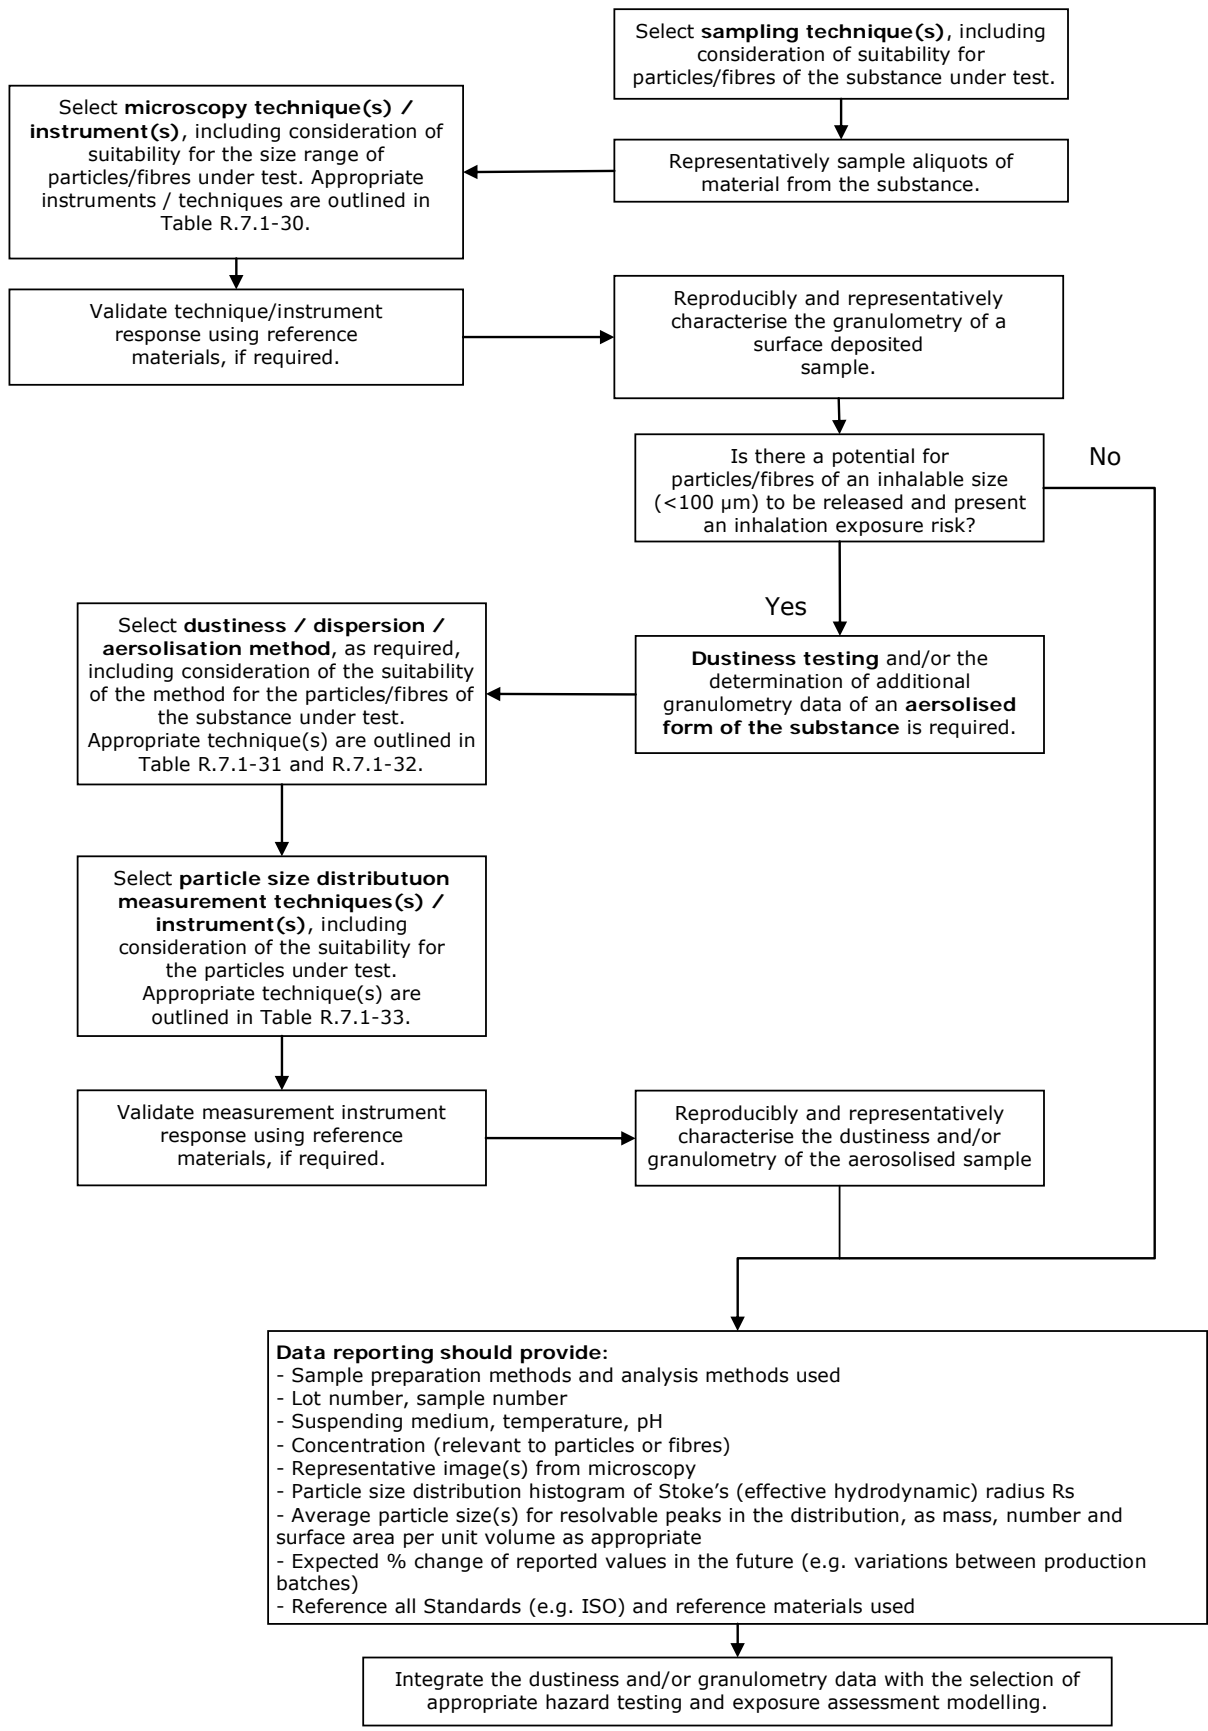 Select sampling technique(s), including
consideration of suitability for
particles/fibres of the substance under test.
Representatively sample aliquots of
material from the substance.
Select microscopy technique(s) /
instrument(s), including consideration of
suitability for the size range of
particles/fibres under test. Appropriate
instruments / techniques are outlined in
Table R.7.1-30.
Validate technique/instrument
response using reference
materials, if required.
Reproducibly and representatively
characterise the granulometry of a
surface deposited
sample.
Is there a potential for
particles/fibres of an inhalable size
(<100 µm) to be released and present
an inhalation exposure risk?
No
Yes
Dustiness testing and/or the
determination of additional
granulometry data of an aersolised
form of the substance is required.
Select dustiness / dispersion /
aersolisation method, as required,
including consideration of the suitability
of the method for the particles/fibres of
the substance under test.
Appropriate technique(s) are outlined in
Table R.7.1-31 and R.7.1-32.
Select particle size distributuon
measurement techniques(s) /
instrument(s), including
consideration of the suitability for
the particles under test.
Appropriate technique(s) are
outlined in Table R.7.1-33.
Validate measurement instrument
response using reference
materials, if required.
Reproducibly and representatively
characterise the dustiness and/or
granulometry of the aerosolised sample
Data reporting should provide:
- Sample preparation methods and analysis methods used
- Lot number, sample number
- Suspending medium, temperature, pH
- Concentration (relevant to particles or fibres)
- Representative image(s) from microscopy
- Particle size distribution histogram of Stoke's (effective hydrodynamic) radius Rs
- Average particle size(s) for resolvable peaks in the distribution, as mass, number and
surface area per unit volume as appropriate
- Expected % change of reported values in the future (e.g. variations between production
batches)
- Reference all Standards (e.g. ISO) and reference materials used
Integrate the dustiness and/or granulometry data with the selection of
appropriate hazard testing and exposure assessment modelling.